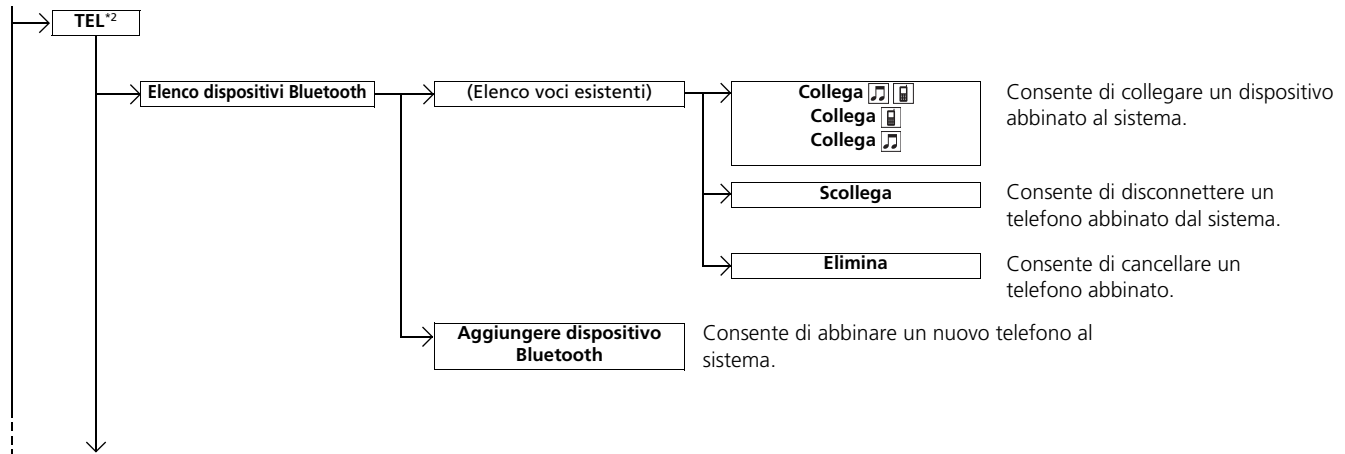 TEL*2
Elenco dispositivi Bluetooth
(Elenco voci esistenti)
Collega
Collega
Collega
Consente di collegare un dispositivo
abbinato al sistema.
Scollega
Consente di disconnettere un
telefono abbinato dal sistema.
Elimina
Consente di cancellare un
telefono abbinato.
Aggiungere dispositivo
Bluetooth
Consente di abbinare un nuovo telefono al
sistema.